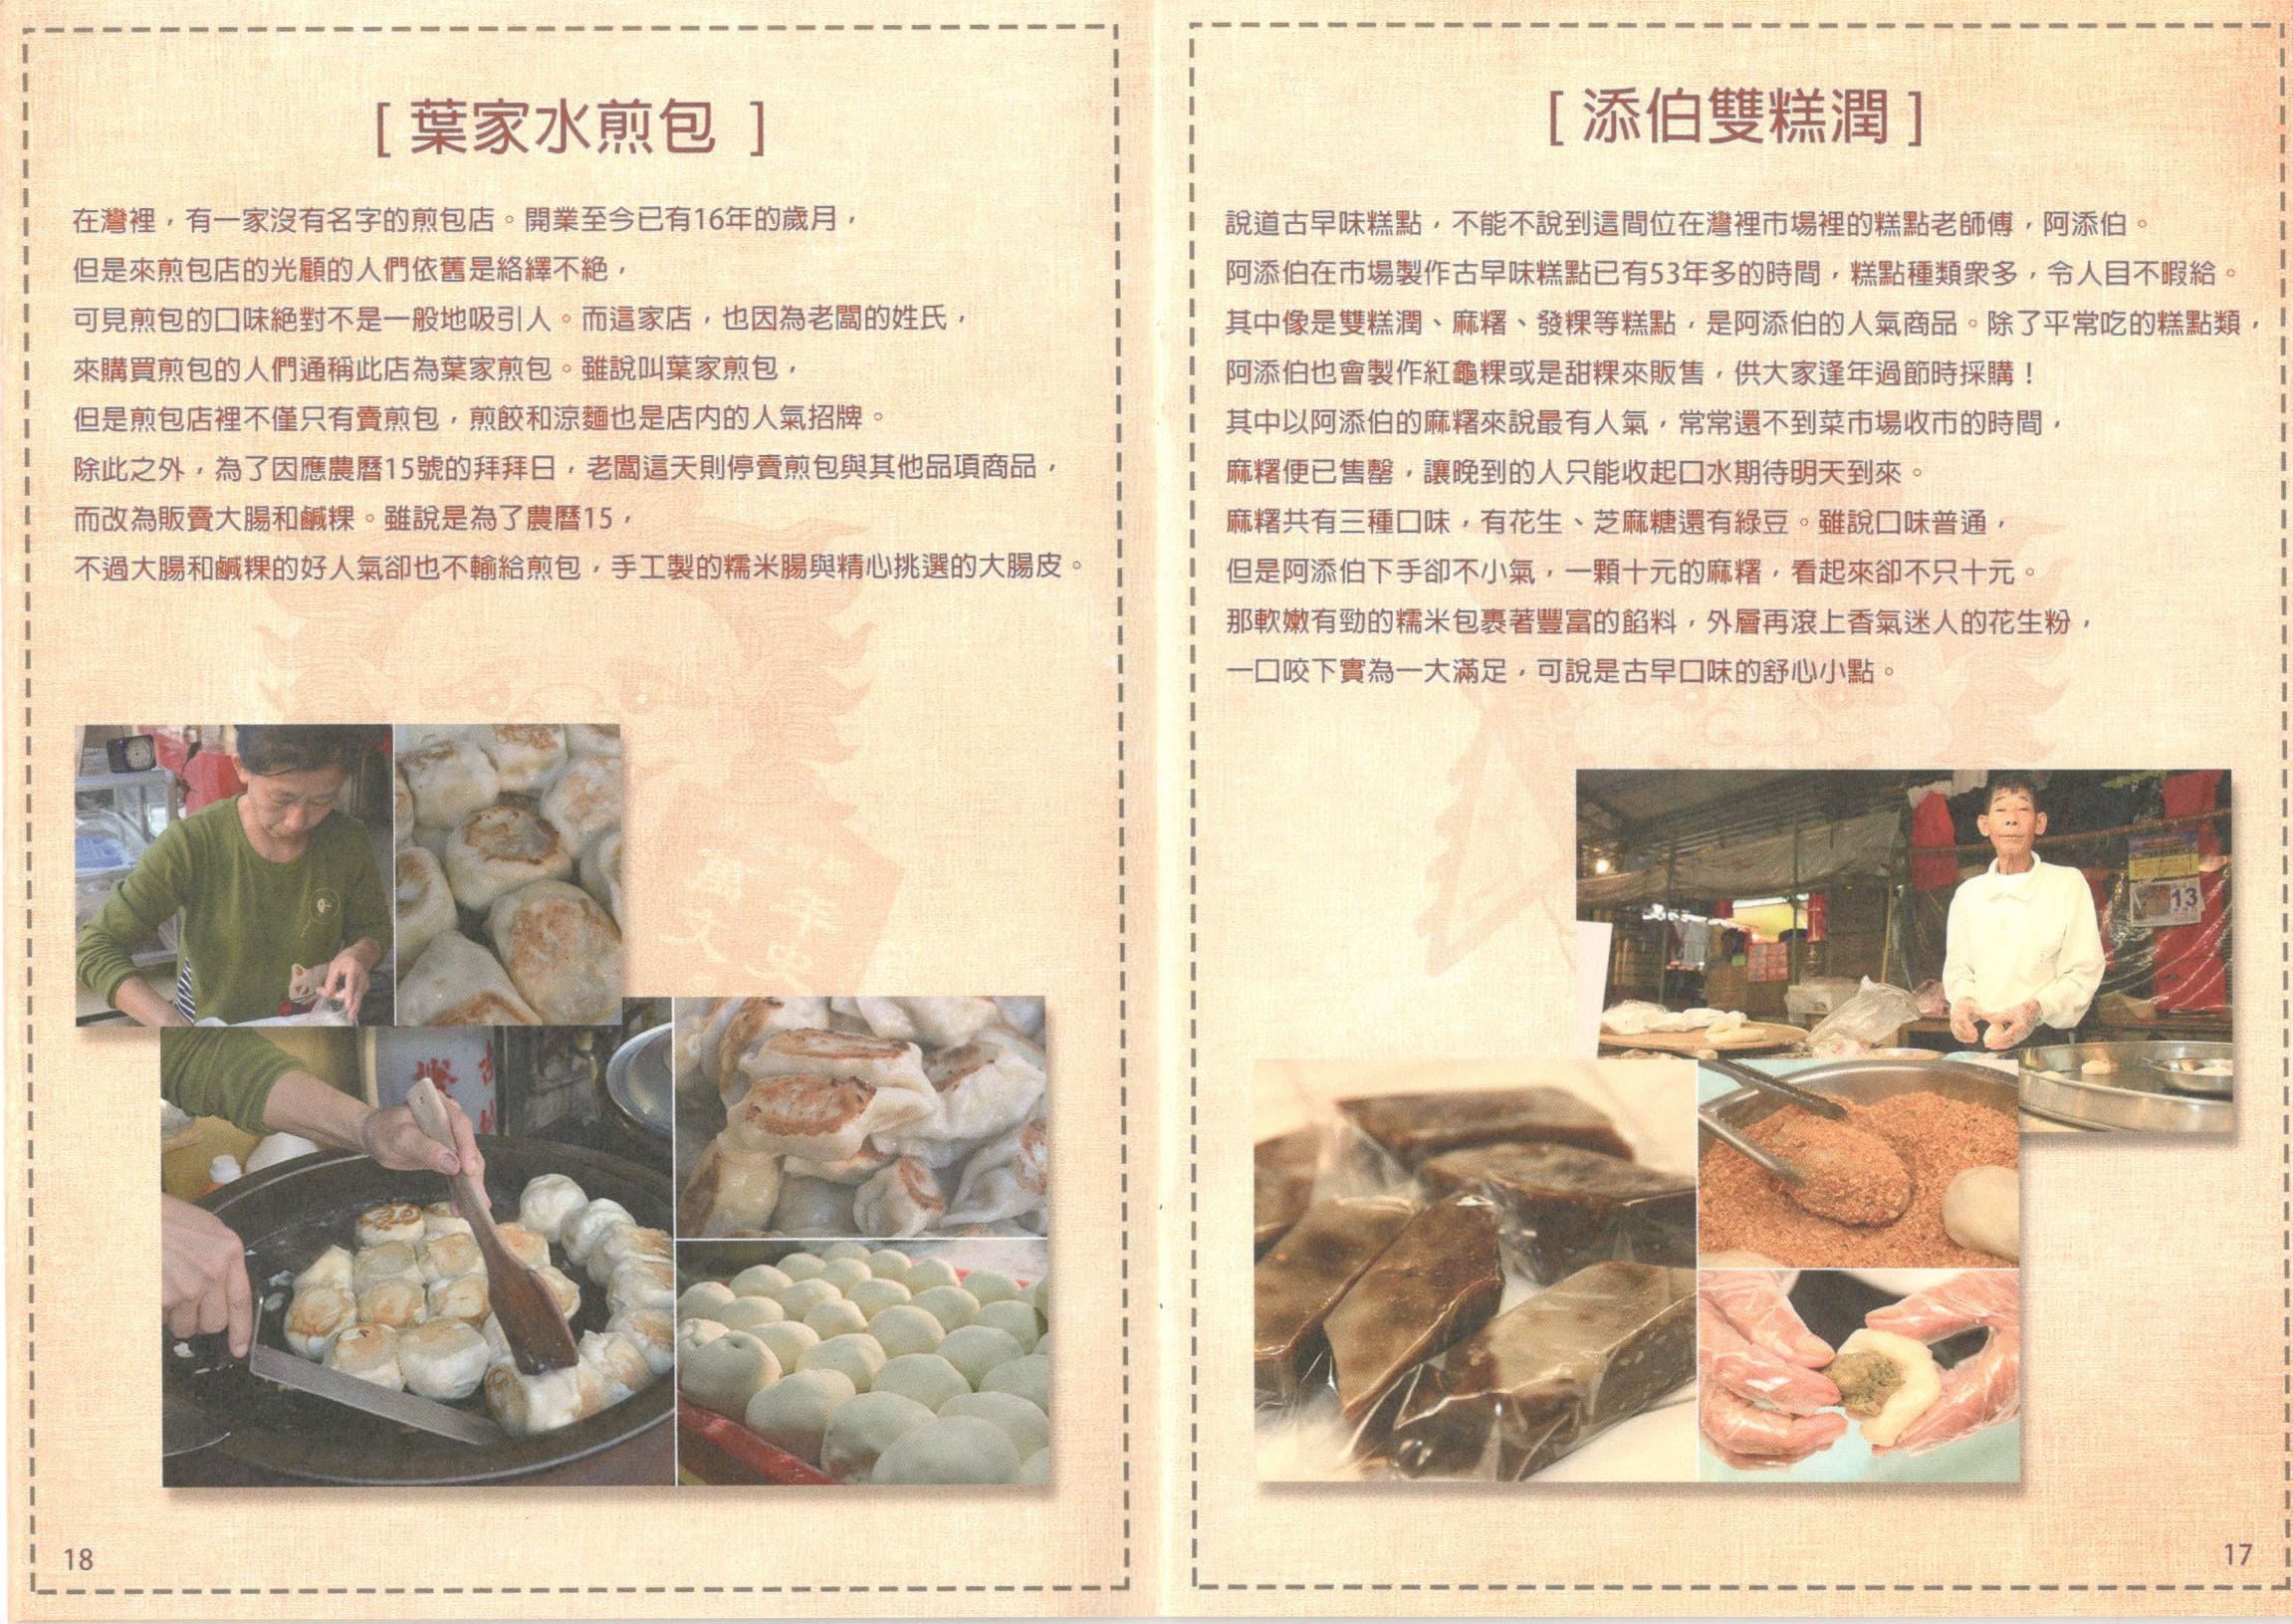 [ 葉家水煎包 ]
在灣裡，有一家沒有名字的煎包店。開業至今已有16年的歲月，
但是來煎包店的光顧的人們依舊是絡繹不絕，
可見煎包的口味絕對不是一般地吸引人。而這家店，也因為老闆的姓氏，
來購買煎包的人們通稱此店為葉家煎包。雖說叫葉家煎包，
但是煎包店裡不僅只有賣煎包，煎餃和涼麵也是店內的人氣招牌。
除此之外，為了因應農曆15號的拜拜日，老闆這天則停賣煎包與其他品項商品，
而改為販賣大腸和鹹粿。雖說是為了農曆15，
不過大腸和鹹粿的好人氣卻也不輸給煎包，手工製的糯米腸與精心挑選的大腸皮。
18
[ 添伯雙糕潤 ]
說道古早味糕點，不能不說到這間位在灣裡市場裡的糕點老師傅，阿添伯。
阿添伯在市場製作古早味糕點已有53年多的時間，糕點種類眾多，令人目不暇給。
其中像是雙糕潤、麻糬、發粿等糕點，是阿添伯的人氣商品。除了平常吃的糕點類，
阿添伯也會製作紅龜粿或是甜粿來販售，供大家逢年過節時採購！
其中以阿添伯的麻糬來說最有人氣，常常還不到菜市場收市的時間，
麻糬便已售罄，讓晚到的人只能收起口水期待明天到來。
麻糬共有三種口味，有花生、芝麻糖還有綠豆。雖說口味普通，
但是阿添伯下手卻不小氣，一顆十元的麻糬，看起來卻不只十元。
那軟嫩有勁的糯米包裹著豐富的餡料，外層再滾上香氣迷人的花生粉，
一口咬下實為一大滿足，可說是古早口味的舒心小點。
13
17